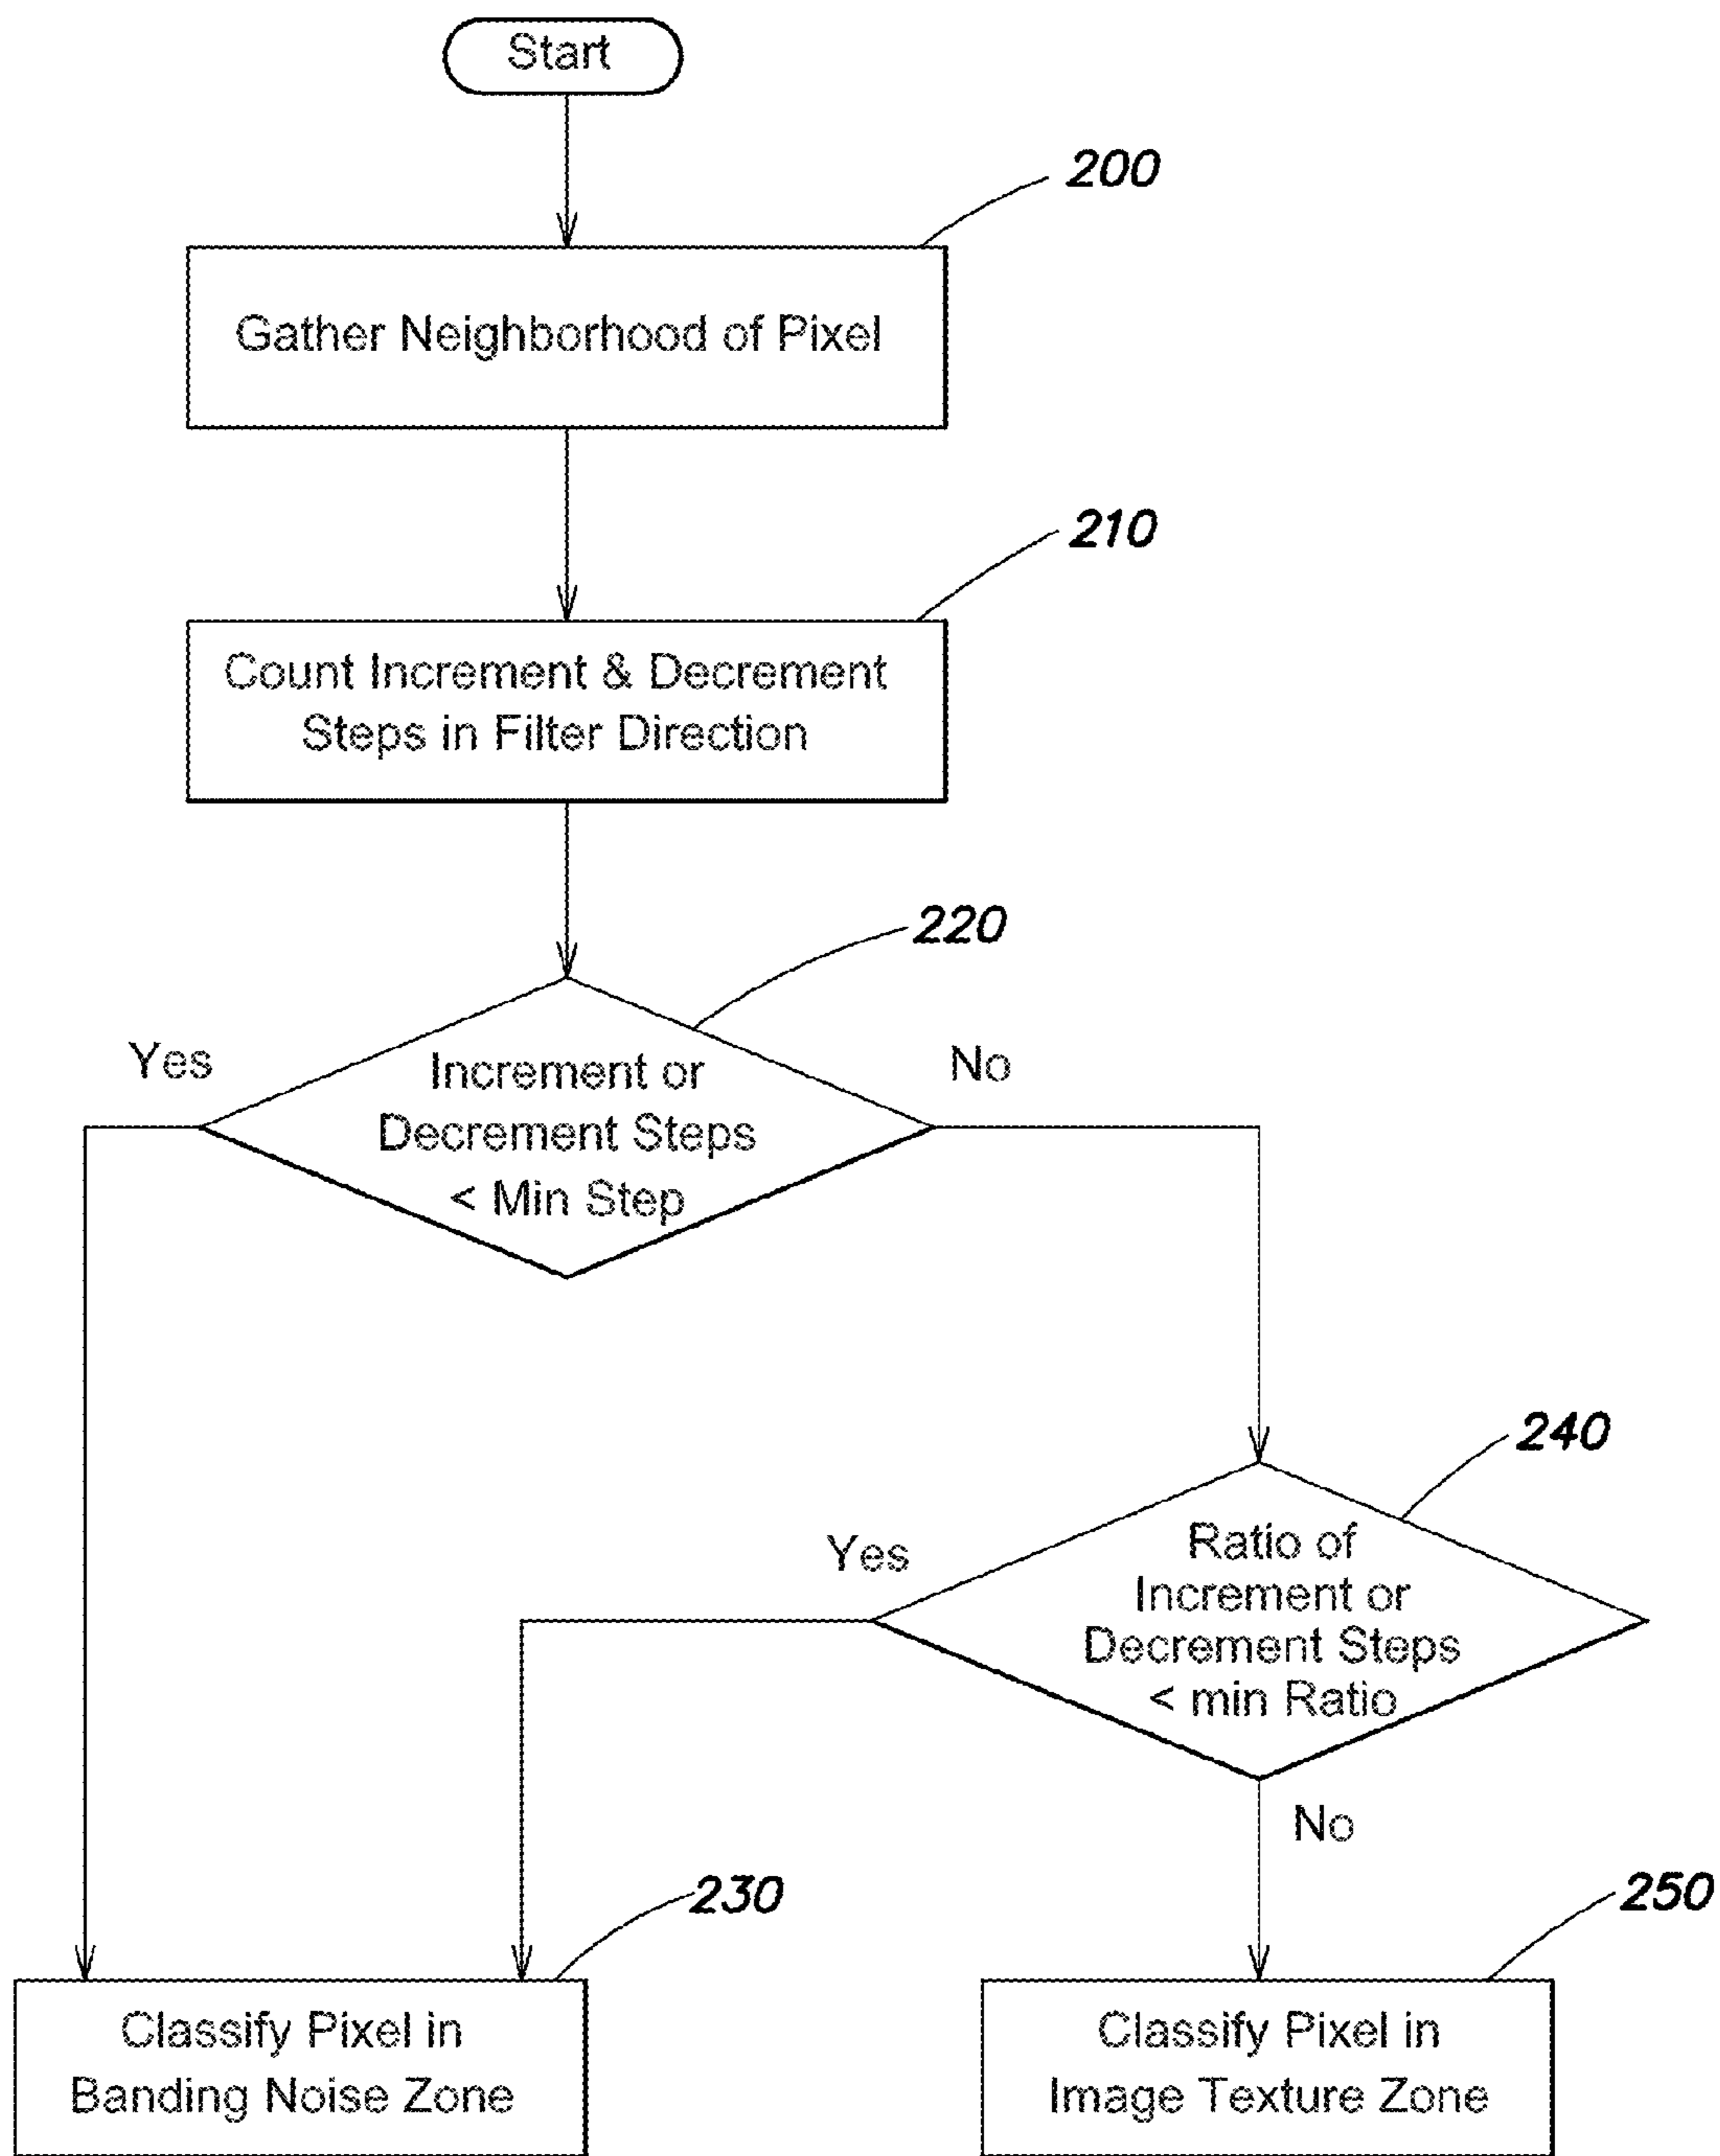 Start
200
Gather Neighborhood of Pixel
210
Count Increment & Decrement
Steps in Filter Direction
220
Yes
No
Increment or
Decrement Steps
< Min Step
240
Yes
Ratio of
Increment or
Decrement Steps
< min Ratio
No
230
250
Classify Pixel in
Banding Noise Zone
Classify Pixel in
Image Texture Zone